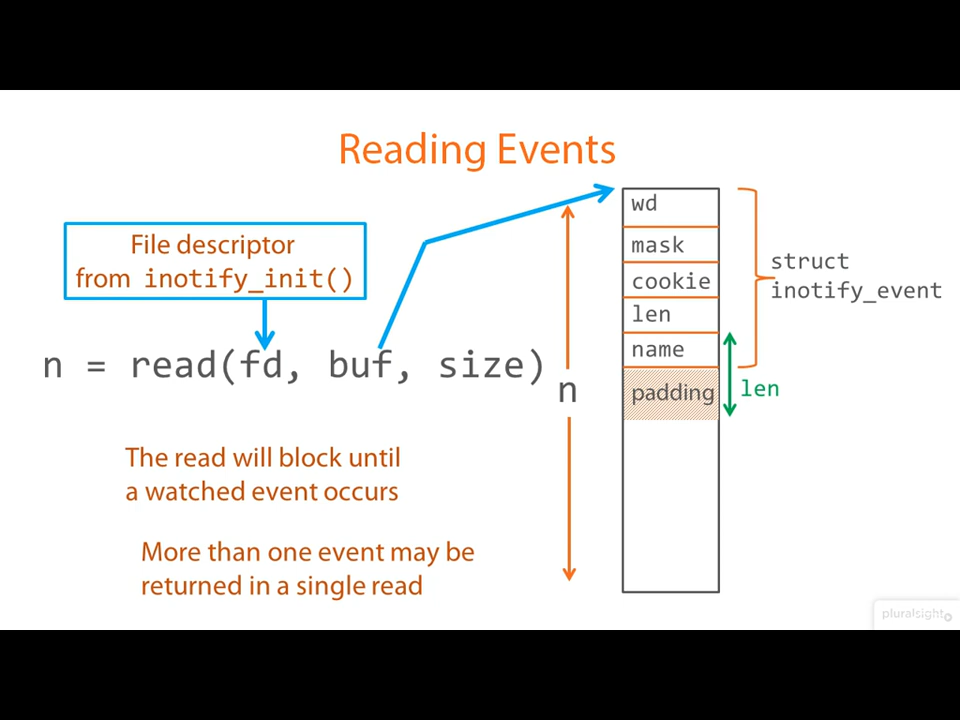 Reading Events
File descriptor
from inotify_init()
n = read(fd, buf, size)
The read will block until
a watched event occurs
More than one event may be
returned in a single read
n
wd
mask
cookie
len
name
padding
len
struct
inotify_event
pluralsight